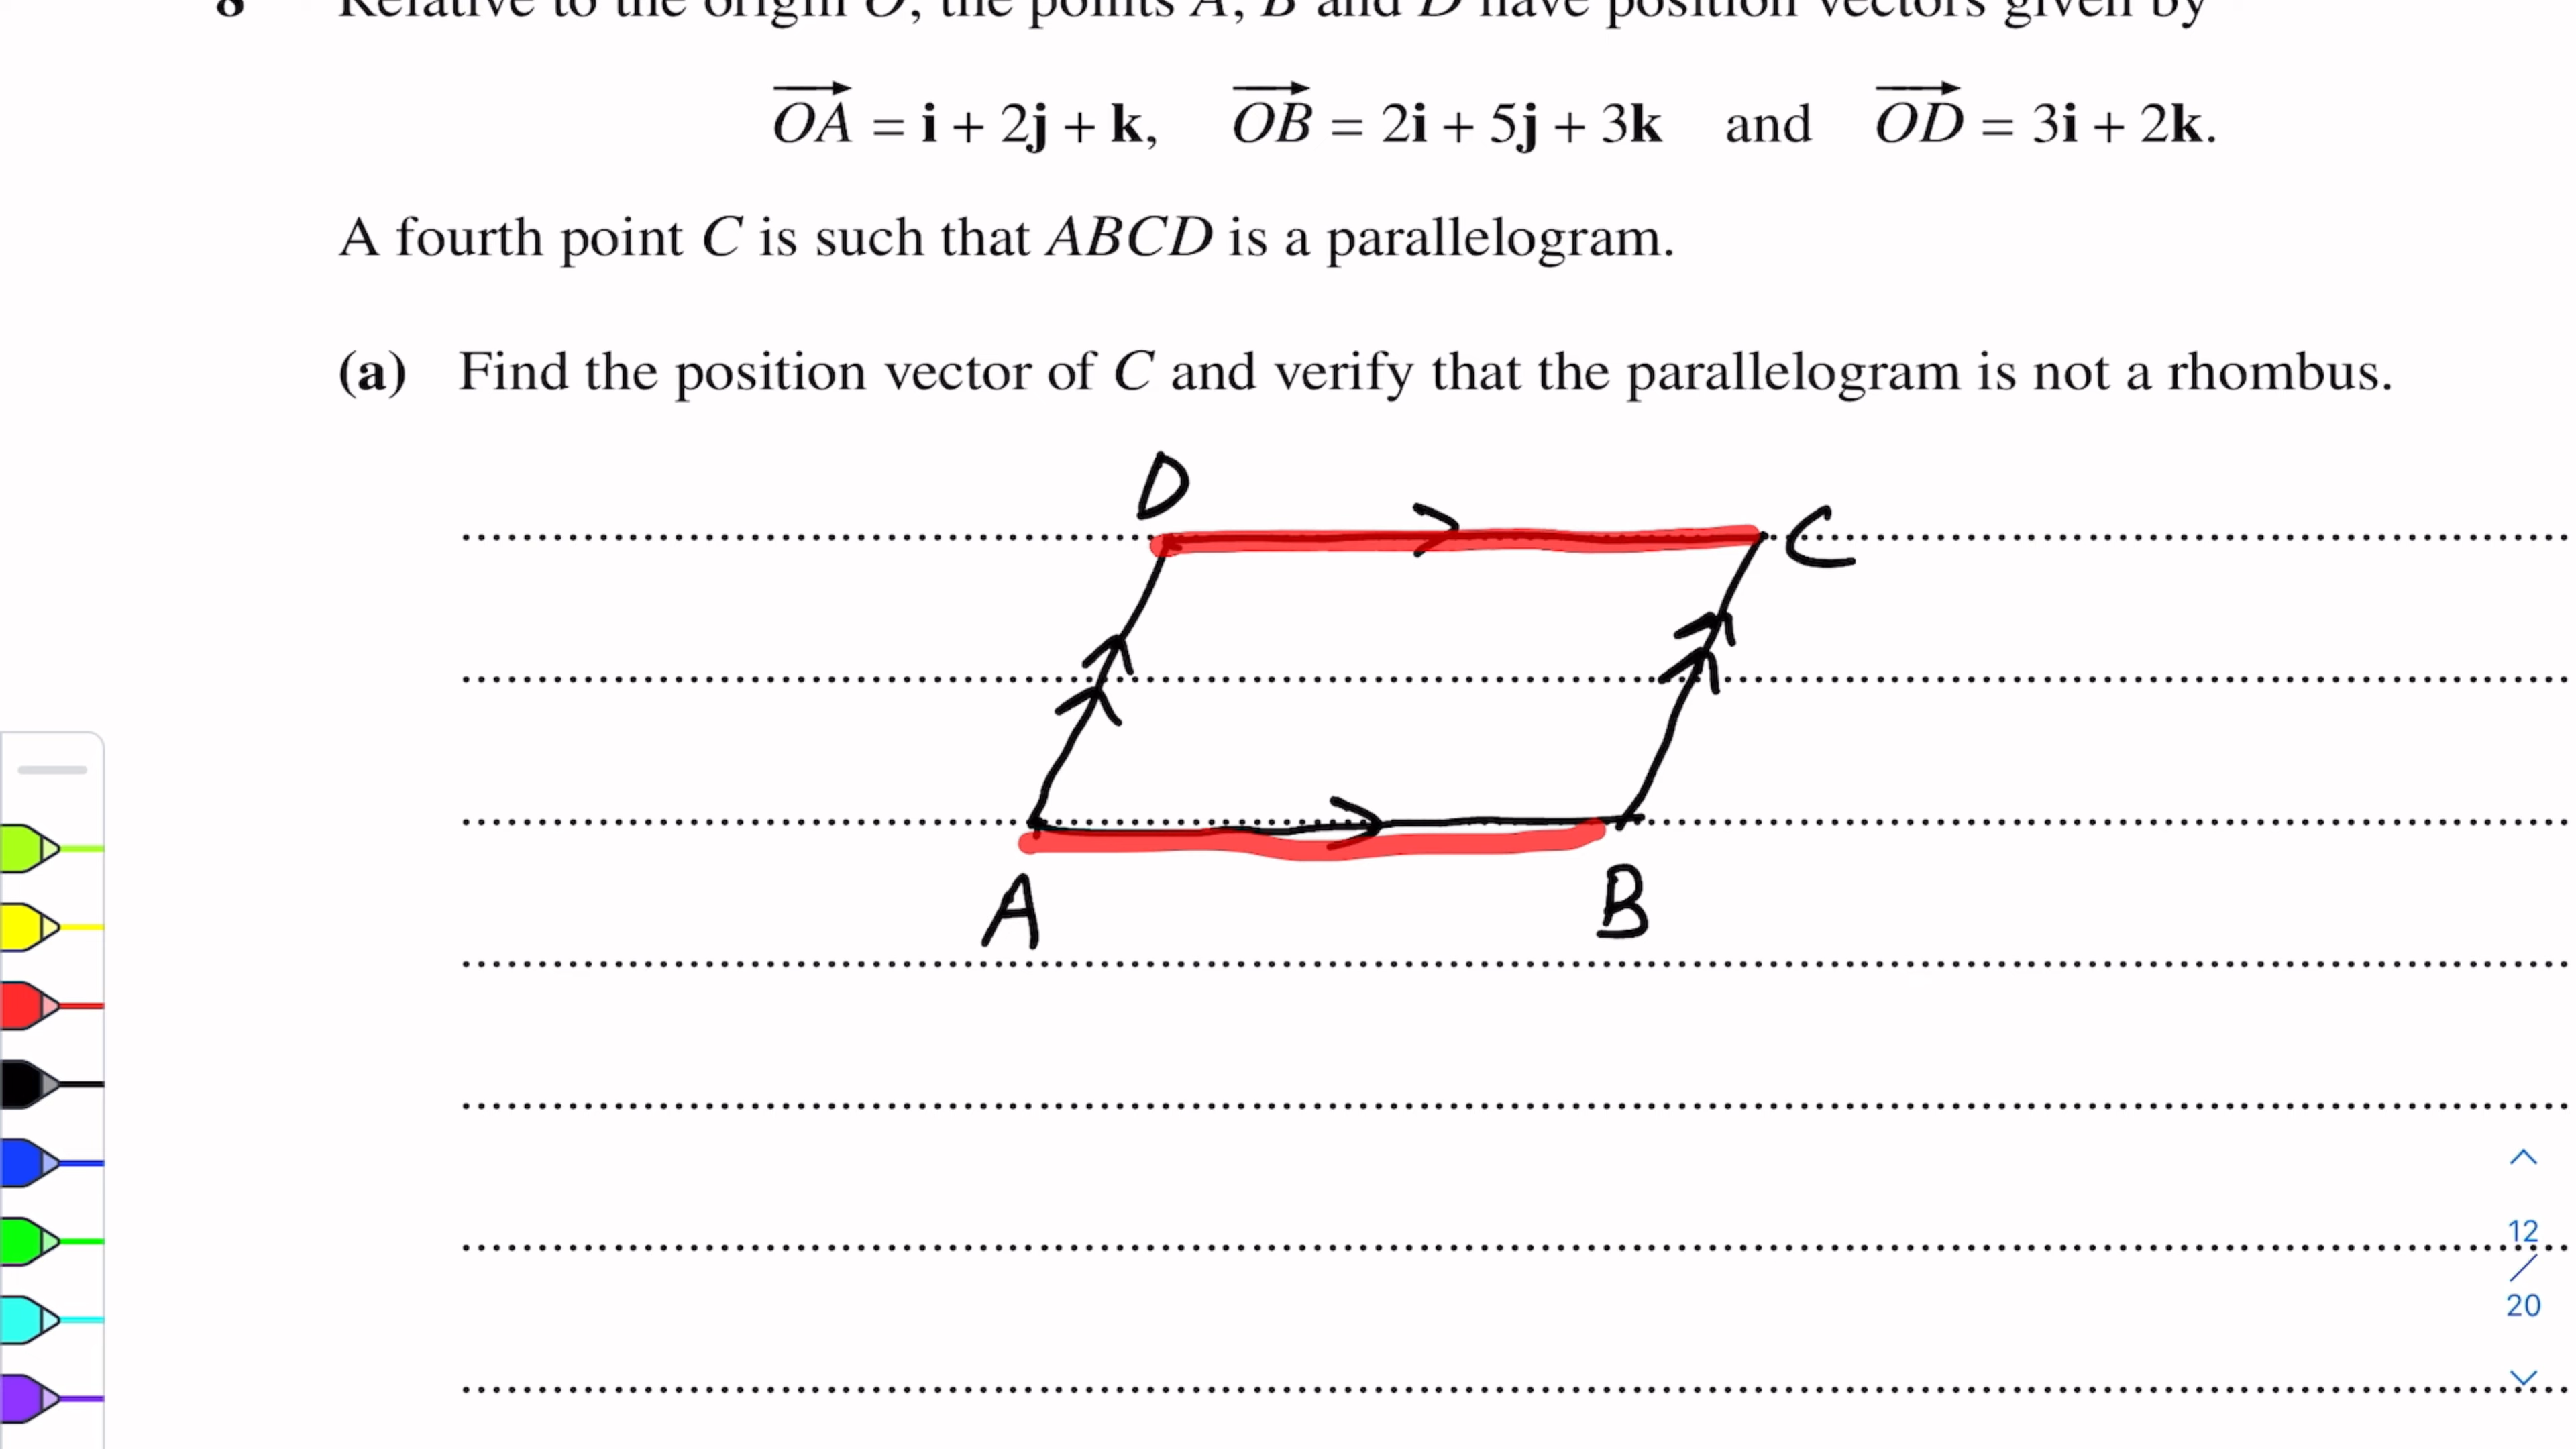 8 Relative to the origin O, the points A, B and D have position vectors given by
OA = i + 2j + k, OB = 2i + 5j + 3k and OD = 3i + 2k.
A fourth point C is such that ABCD is a parallelogram.
(a) Find the position vector of C and verify that the parallelogram is not a rhombus.
D
C
A
B
12
/
20